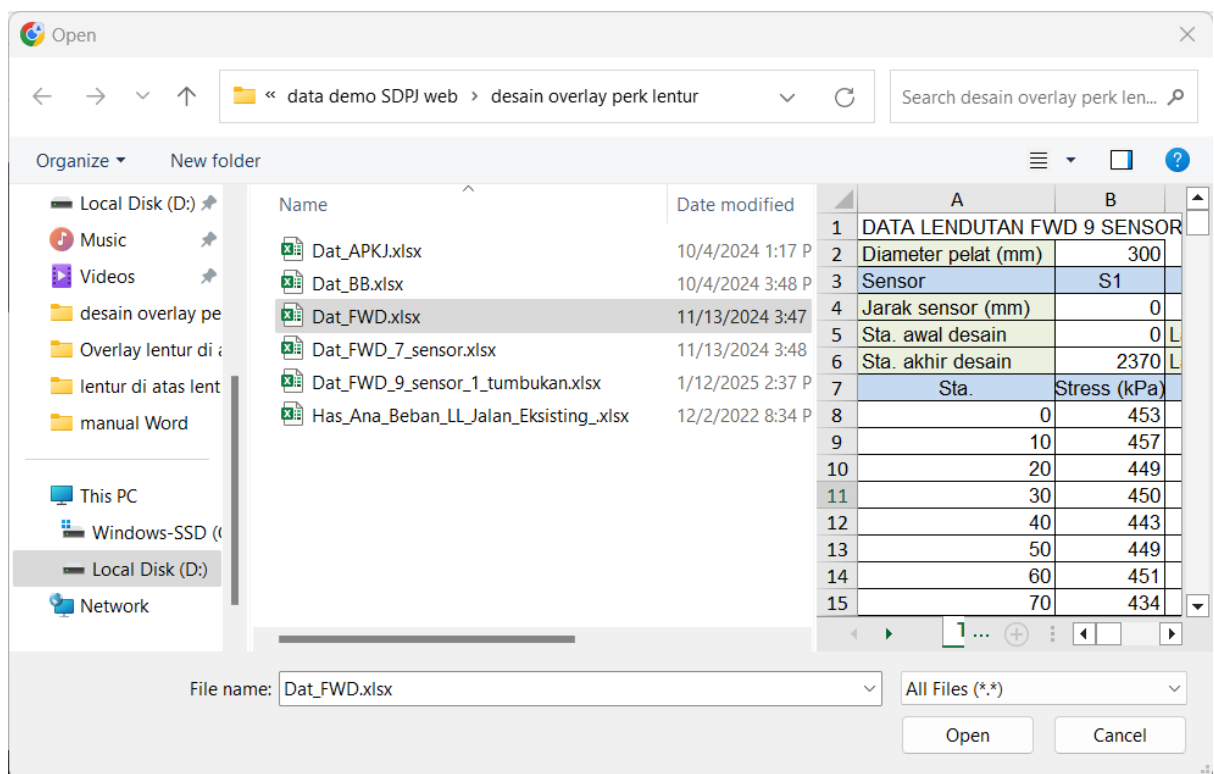 Open
« data demo SDPJ web > desain overlay perk lentur
Search desain overlay perk len...
Organize New folder
Local Disk (D:)
Music
Videos
desain overlay pe
Overlay lentur di a
lentur di atas lent
manual Word
This PC
Windows-SSD (
Local Disk (D:)
Network
Name Date modified
Dat_APKJ.xlsx 10/4/2024 1:17 P
Dat_BB.xlsx 10/4/2024 3:48 P
Dat_FWD.xlsx 11/13/2024 3:47
Dat_FWD_7_sensor.xlsx 11/13/2024 3:48
Dat_FWD_9_sensor_1_tumbukan.xlsx 1/12/2025 2:37 P
Has_Ana_Beban_LL_Jalan_Eksisting_.xlsx 12/2/2022 8:34 P
A B
1 DATA LENDUTAN FWD 9 SENSOR
2 Diameter pelat (mm) 300
3 Sensor S1
4 Jarak sensor (mm) 0
5 Sta. awal desain 0 L
6 Sta. akhir desain 2370 L
7 Sta. Stress (kPa)
8 0 453
9 10 457
10 20 449
11 30 450
12 40 443
13 50 449
14 60 451
15 70 434
1 ...
File name: Dat_FWD.xlsx All Files (*.*)
Open Cancel